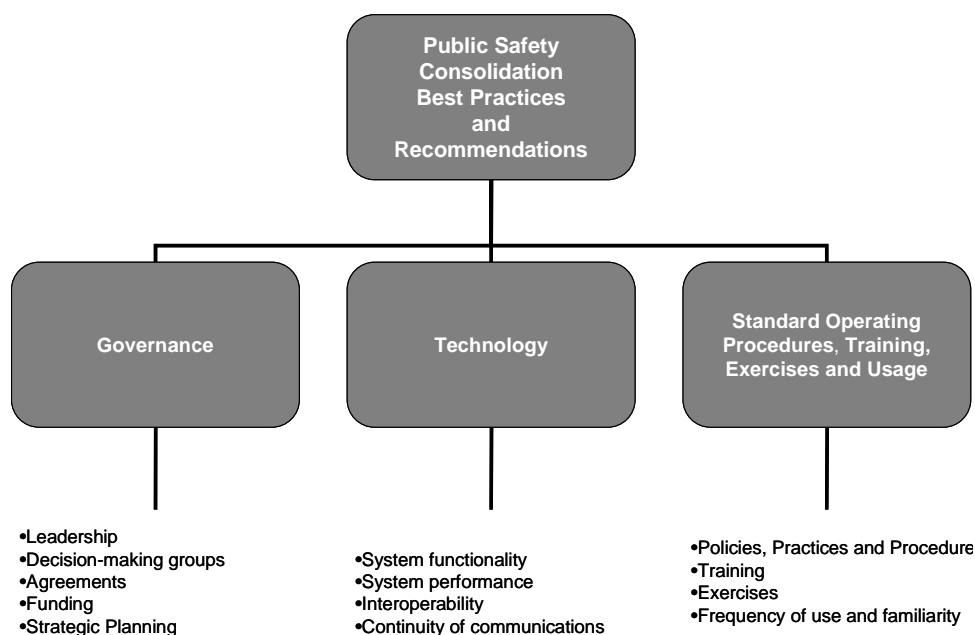 Public Safety
Consolidation
Best Practices
and
Recommendations
Governance
Technology
Standard Operating
Procedures, Training,
Exercises and Usage
•Leadership
•Decision-making groups
•Agreements
•Funding
•Strategic Planning
•System functionality
•System performance
•Interoperability
•Continuity of communications
•Policies, Practices and Procedure
•Training
•Exercises
•Frequency of use and familiarity